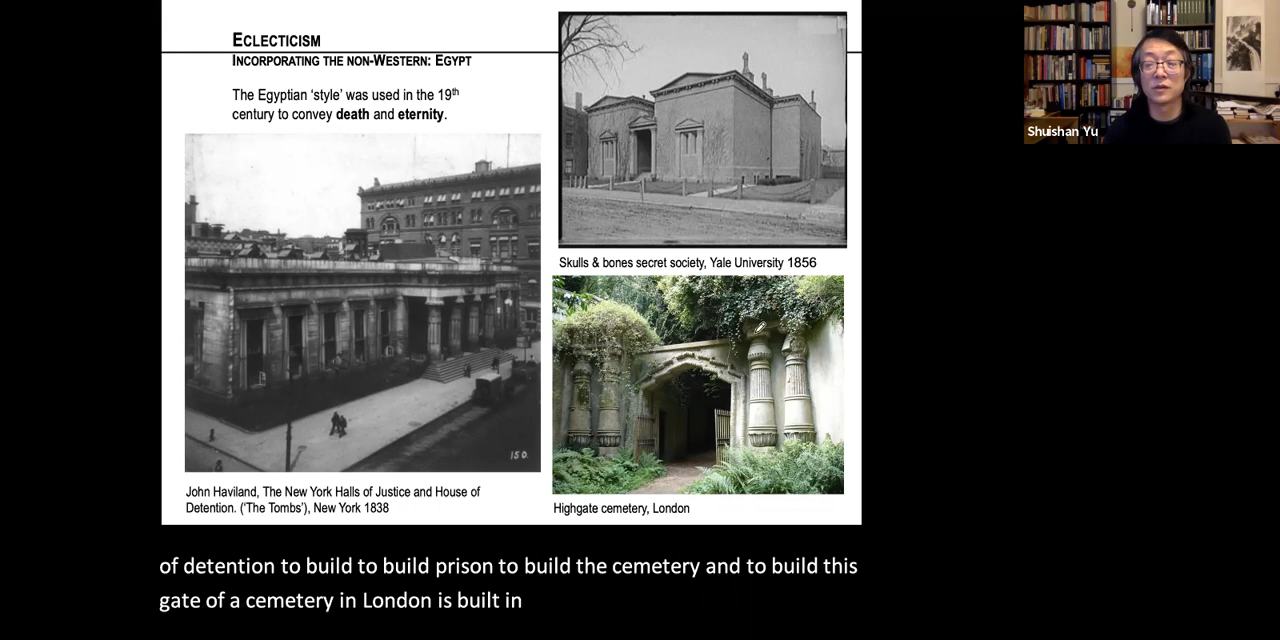 ECLECTICISM
INCORPORATING THE NON-WESTERN: EGYPT
The Egyptian ‘style’ was used in the 19th
century to convey death and eternity.
150.
John Haviland, The New York Halls of Justice and House of
Detention. (‘The Tombs’), New York 1838
Skulls & bones secret society, Yale University 1856
Highgate cemetery, London
Shuishan Yu
of detention to build to build prison to build the cemetery and to build this
gate of a cemetery in London is built in